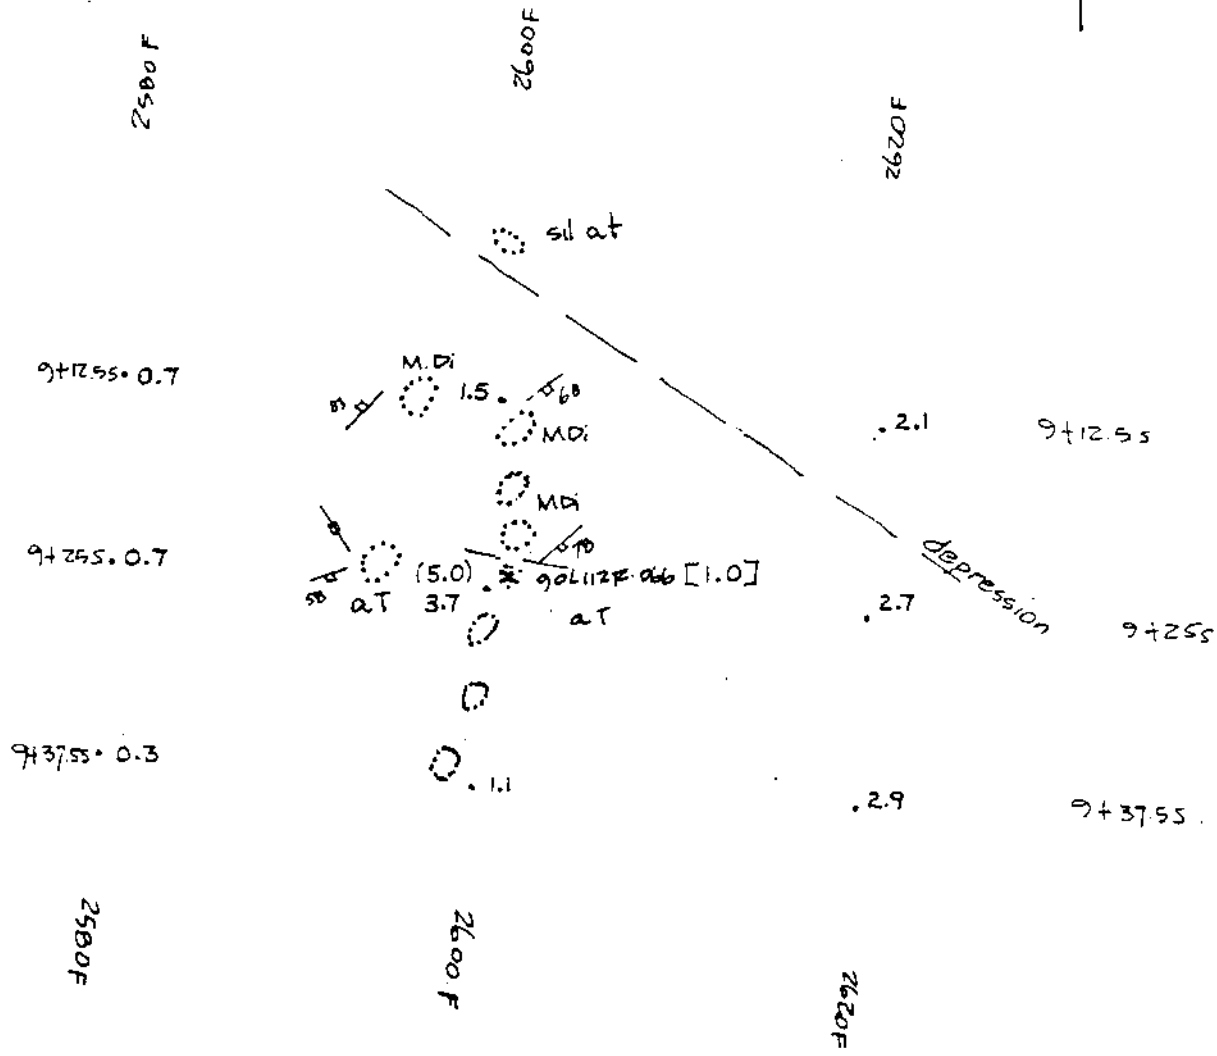 2580F
2600F
2620F
sil at
M.Di
9+12.5S • 0.7
1.5 •
68
MDi
• 2.1
9+12.5S
MDi
9+25S • 0.7
58
aT
(5.0)
3.7
[1.0]
aT
• 2.7
depression
9+25S
9+37.5S • 0.3
• 1.1
• 2.9
9+37.5S
2580F
2600F
2620F